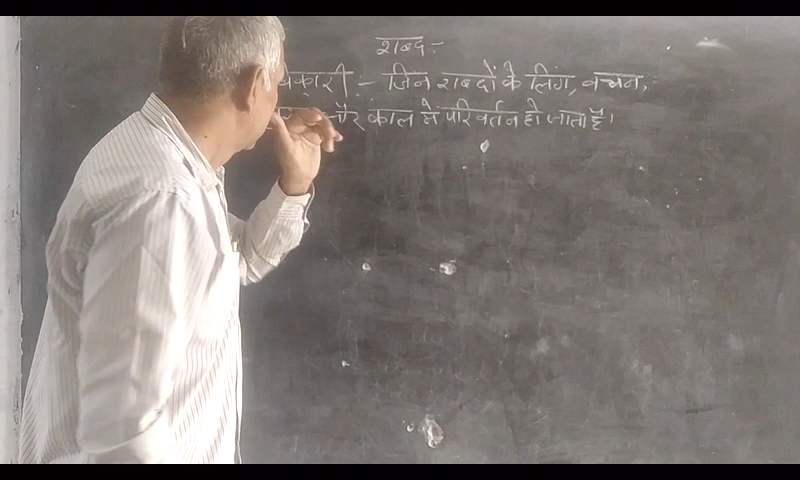 शब्द :-
कारी :- जिन शब्दों के लिंग, वचन,
और काल में परिवर्तन हो जाता है।